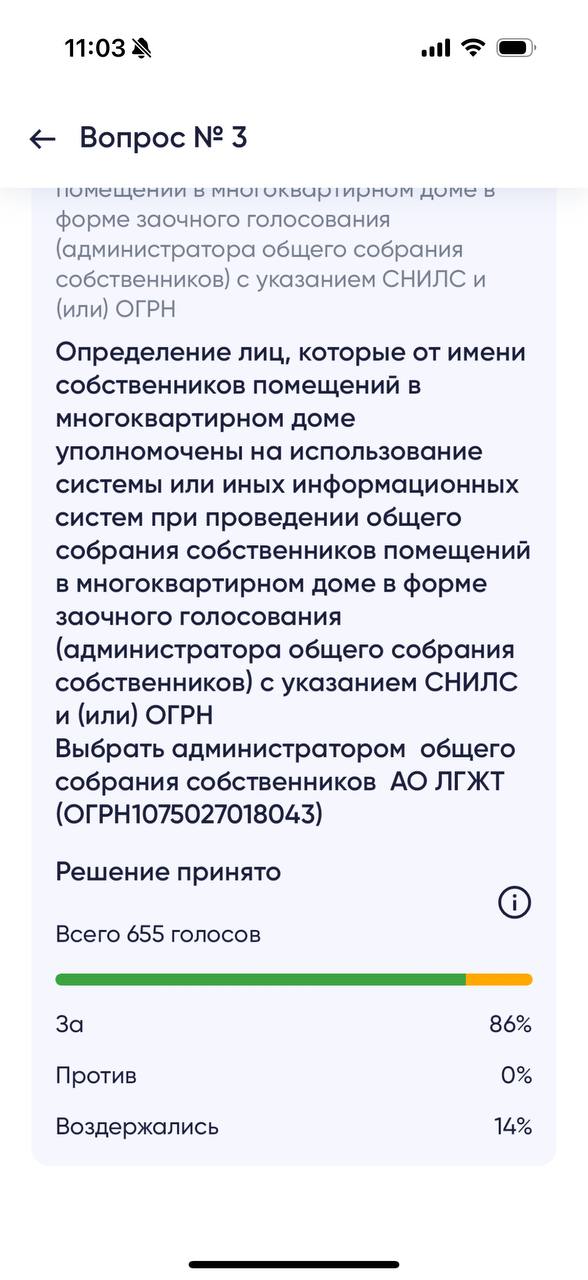 11:03
Вопрос № 3
помещений в многоквартирном доме в
форме заочного голосования
(администратора общего собрания
собственников) с указанием СНИЛС и
(или) ОГРН
Определение лиц, которые от имени
собственников помещений в
многоквартирном доме
уполномочены на использование
системы или иных информационных
систем при проведении общего
собрания собственников помещений
в многоквартирном доме в форме
заочного голосования
(администратора общего собрания
собственников) с указанием СНИЛС
и (или) ОГРН
Выбрать администратором  общего
собрания собственников  АО ЛГЖТ
(ОГРН1075027018043)
Решение принято
Всего 655 голосов
За 86%
Против 0%
Воздержались 14%